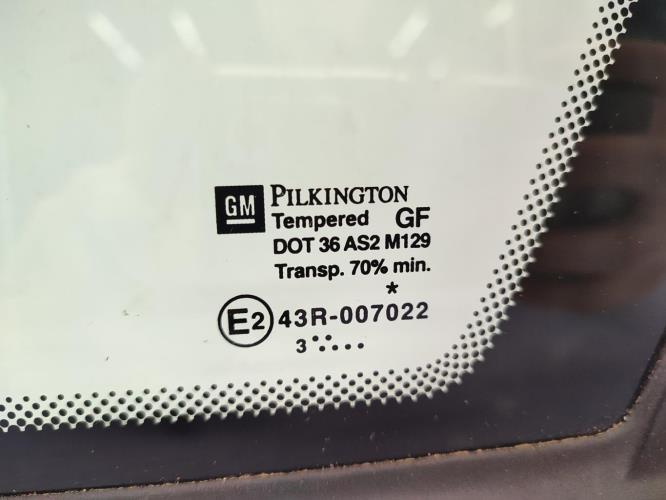 GM PILKINGTON
Tempered GF
DOT 36 AS2 M129
Transp. 70% min.
*
E2 43R-007022
3